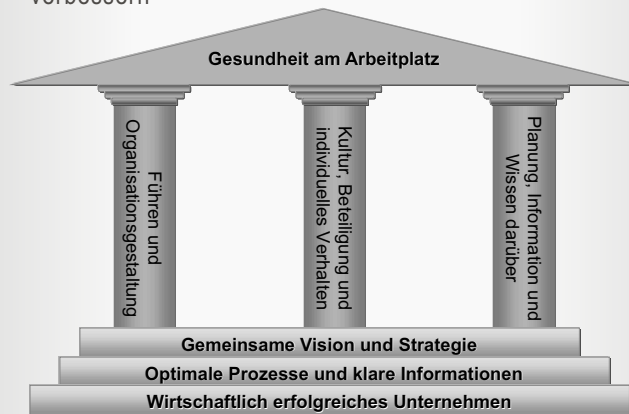 verbessern
Gesundheit am Arbeitplatz
Führen und
Organisationsgestaltung
Kultur, Beteiligung und
individuelles Verhalten
Planung, Information und
Wissen darüber
Gemeinsame Vision und Strategie
Optimale Prozesse und klare Informationen
Wirtschaftlich erfolgreiches Unternehmen